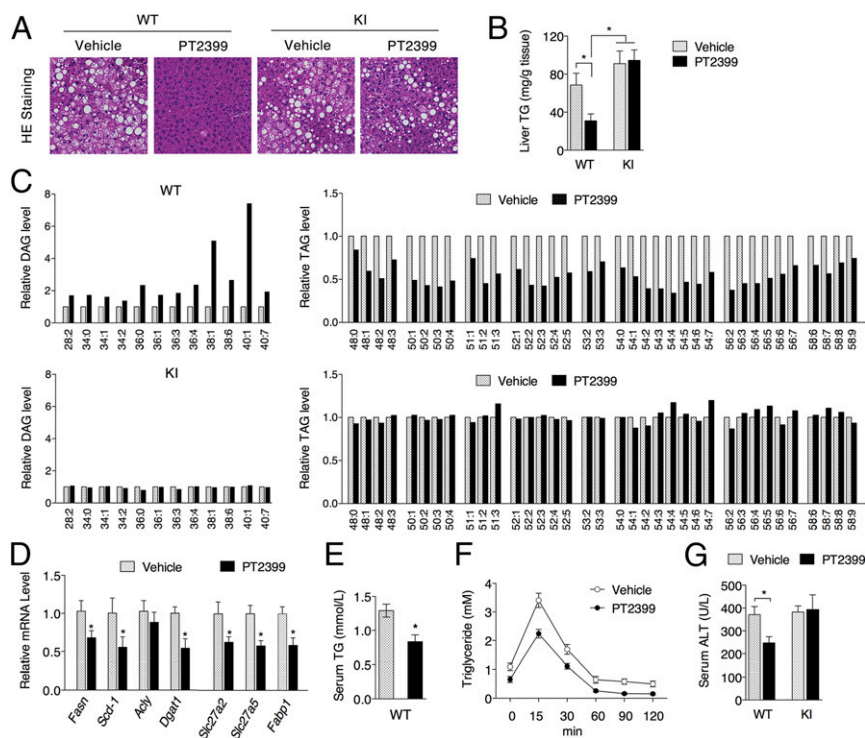 A
WT
KI
Vehicle
PT2399
Vehicle
PT2399
HE Staining
B
Liver TG (mg/g tissue)
120
80
40
0
*
*
WT
KI
Vehicle
PT2399
C
WT
Relative DAG level
8
6
4
2
0
28:2 34:0 34:1 34:2 36:0 36:1 36:3 36:4 38:1 38:6 40:1 40:7
Vehicle
PT2399
Relative TAG level
1.5
1.0
0.5
0
48:0 48:1 48:2 48:3 50:1 50:2 50:3 50:4 51:1 51:2 51:3 52:1 52:2 52:3 52:4 52:5 53:2 53:3 54:0 54:1 54:2 54:3 54:4 54:5 54:6 54:7 56:2 56:3 56:4 56:5 56:6 56:7 58:6 58:7 58:8 58:9
KI
Relative DAG level
8
6
4
2
0
28:2 34:0 34:1 34:2 36:0 36:1 36:3 36:4 38:1 38:6 40:1 40:7
Vehicle
PT2399
Relative TAG level
1.5
1.0
0.5
0
48:0 48:1 48:2 48:3 50:1 50:2 50:3 50:4 51:1 51:2 51:3 52:1 52:2 52:3 52:4 52:5 53:2 53:3 54:0 54:1 54:2 54:3 54:4 54:5 54:6 54:7 56:2 56:3 56:4 56:5 56:6 56:7 58:6 58:7 58:8 58:9
D
Vehicle
PT2399
Relative mRNA Level
1.5
1.0
0.5
0
* * * * * *
Fasn Scd-1 Acly Dgat1 Slc27a2 Slc27a5 Fabp1
E
Serum TG (mmol/L)
2.0
1.5
1.0
0.5
0.0
*
WT
F
Triglyceride (mM)
4
3
2
1
0
Vehicle
PT2399
0 15 30 60 90 120
min
G
Vehicle
PT2399
Serum ALT (U/L)
500
400
300
200
100
0
*
WT
KI